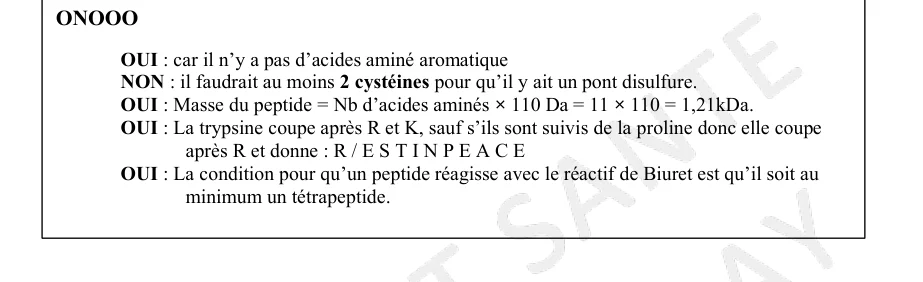 ONOOO
OUI : car il n’y a pas d’acides aminé aromatique
NON : il faudrait au moins 2 cystéines pour qu’il y ait un pont disulfure.
OUI : Masse du peptide = Nb d’acides aminés × 110 Da = 11 × 110 = 1,21kDa.
OUI : La trypsine coupe après R et K, sauf s’ils sont suivis de la proline donc elle coupe
après R et donne : R / E S T I N P E A C E
OUI : La condition pour qu’un peptide réagisse avec le réactif de Biuret est qu’il soit au
minimum un tétrapeptide.
T SANTE
AY